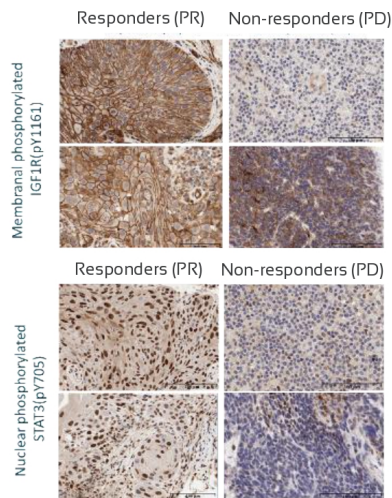 Responders (PR)
Non-responders (PD)
Membranal phosphorylated
IGF1R(pY1161)
Responders (PR)
Non-responders (PD)
Nuclear phosphorylated
STAT3(pY705)